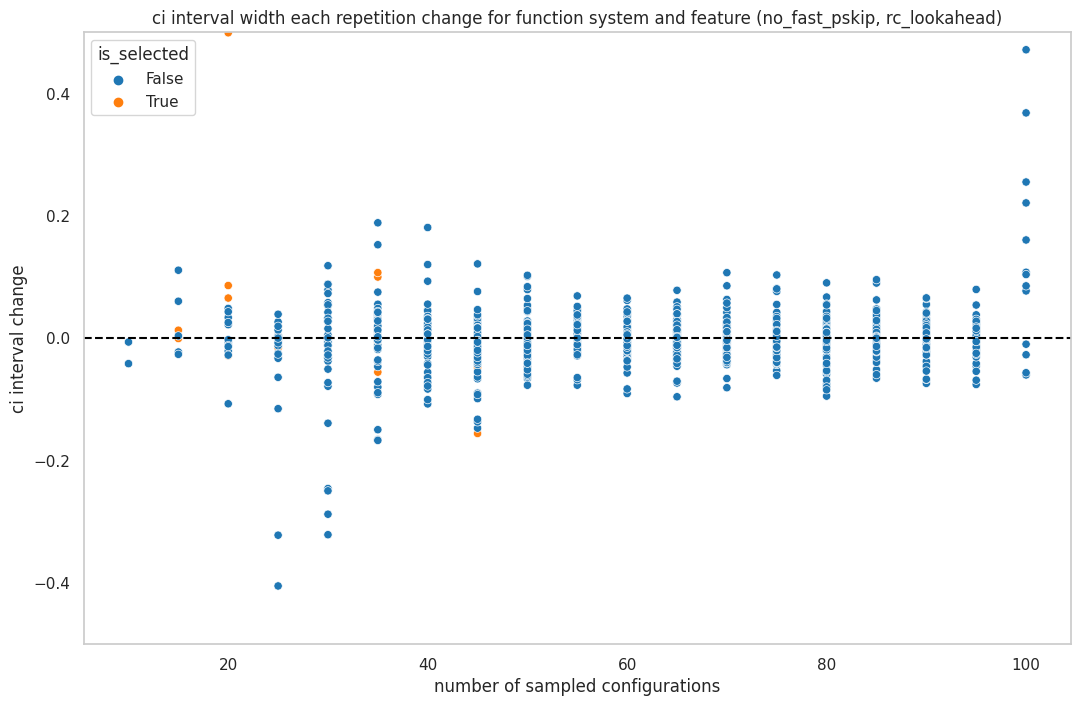 ci interval width each repetition change for function system and feature (no_fast_pskip, rc_lookahead)
is_selected
False
True
0.4
0.2
0.0
−0.2
−0.4
ci interval change
20
40
60
80
100
number of sampled configurations